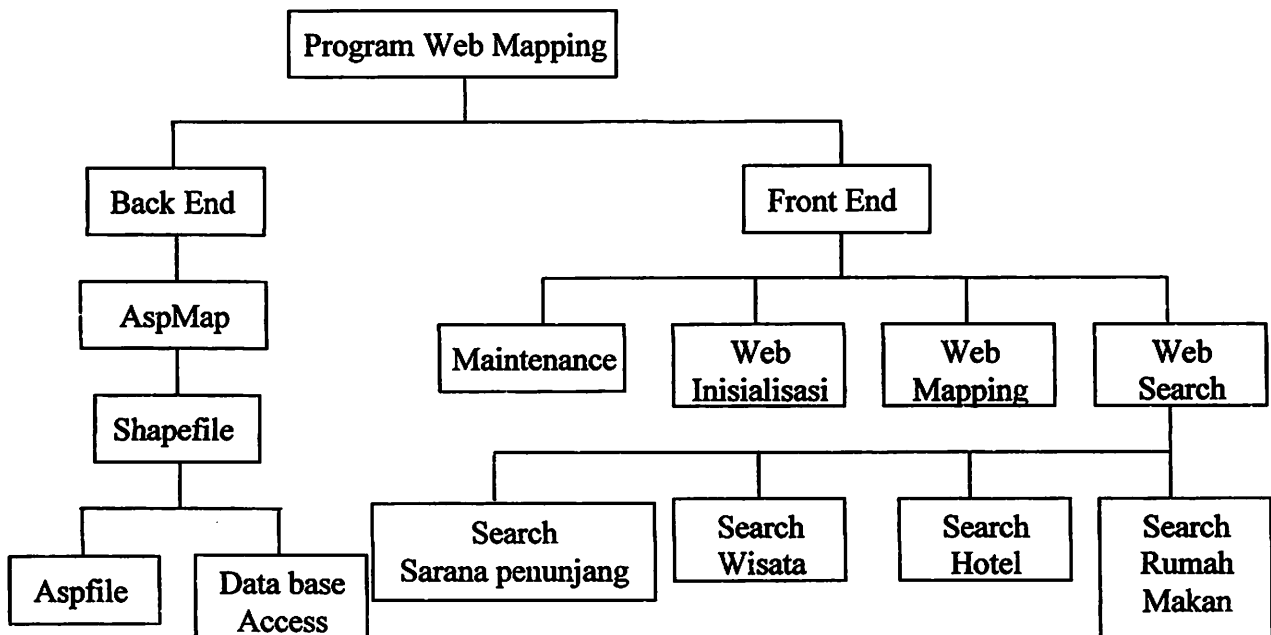 Program Web Mapping
Back End
Front End
AspMap
Maintenance
Web
Inisialisasi
Web
Mapping
Web
Search
Shapefile
Search
Sarana penunjang
Search
Wisata
Search
Hotel
Search
Rumah
Makan
Aspfile
Data base
Access